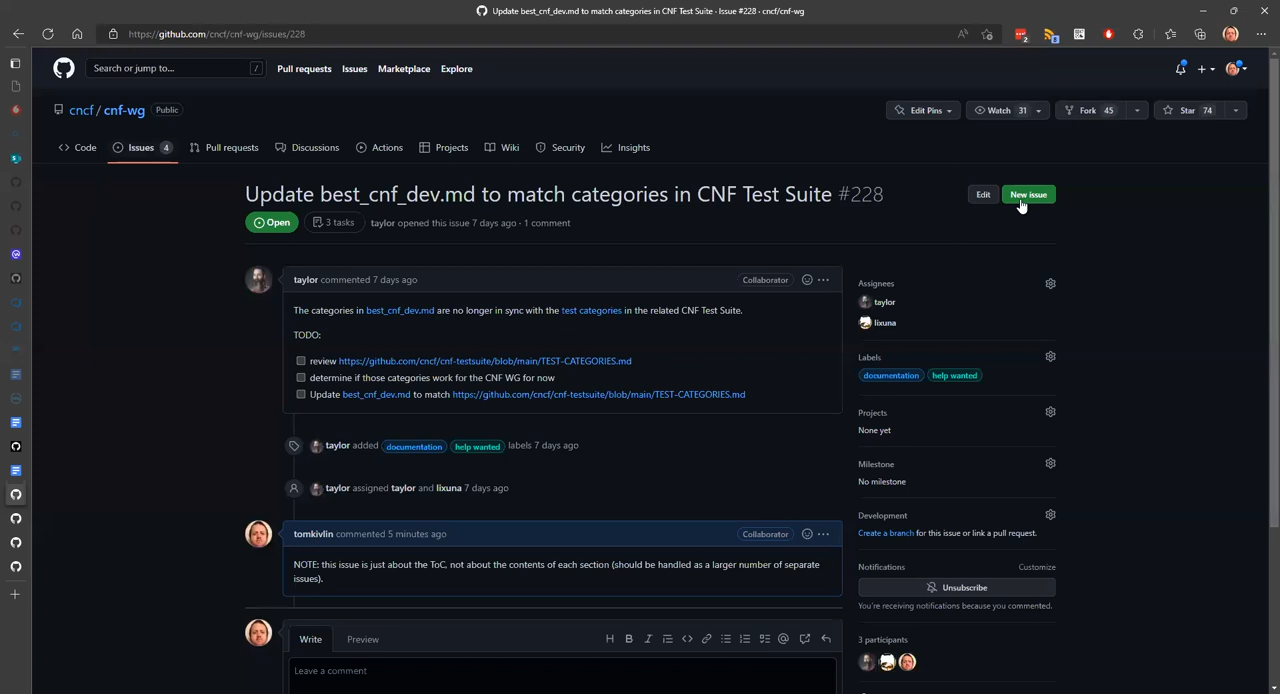 Update best_cnf_dev.md to match categories in CNF Test Suite · Issue #228 · cncf/cnf-wg
https://github.com/cncf/cnf-wg/issues/228
2
8
Search or jump to...
/
Pull requests
Issues
Marketplace
Explore
cncf / cnf-wg
Public
Edit Pins
Watch 31
Fork 45
Star 74
Code
Issues 4
Pull requests
Discussions
Actions
Projects
Wiki
Security
Insights
Update best_cnf_dev.md to match categories in CNF Test Suite #228
Edit
New issue
Open
3 tasks
taylor opened this issue 7 days ago · 1 comment
taylor commented 7 days ago
Collaborator
The categories in best_cnf_dev.md are no longer in sync with the test categories in the related CNF Test Suite.
TODO:
review https://github.com/cncf/cnf-testsuite/blob/main/TEST-CATEGORIES.md
determine if those categories work for the CNF WG for now
Update best_cnf_dev.md to match https://github.com/cncf/cnf-testsuite/blob/main/TEST-CATEGORIES.md
taylor added documentation help wanted labels 7 days ago
taylor assigned taylor and lixuna 7 days ago
tomkivlin commented 5 minutes ago
Collaborator
NOTE: this issue is just about the ToC, not about the contents of each section (should be handled as a larger number of separate
issues).
Write
Preview
H B I
Leave a comment
Assignees
taylor
lixuna
Labels
documentation
help wanted
Projects
None yet
Milestone
No milestone
Development
Create a branch for this issue or link a pull request.
Notifications
Customize
Unsubscribe
You're receiving notifications because you commented.
3 participants